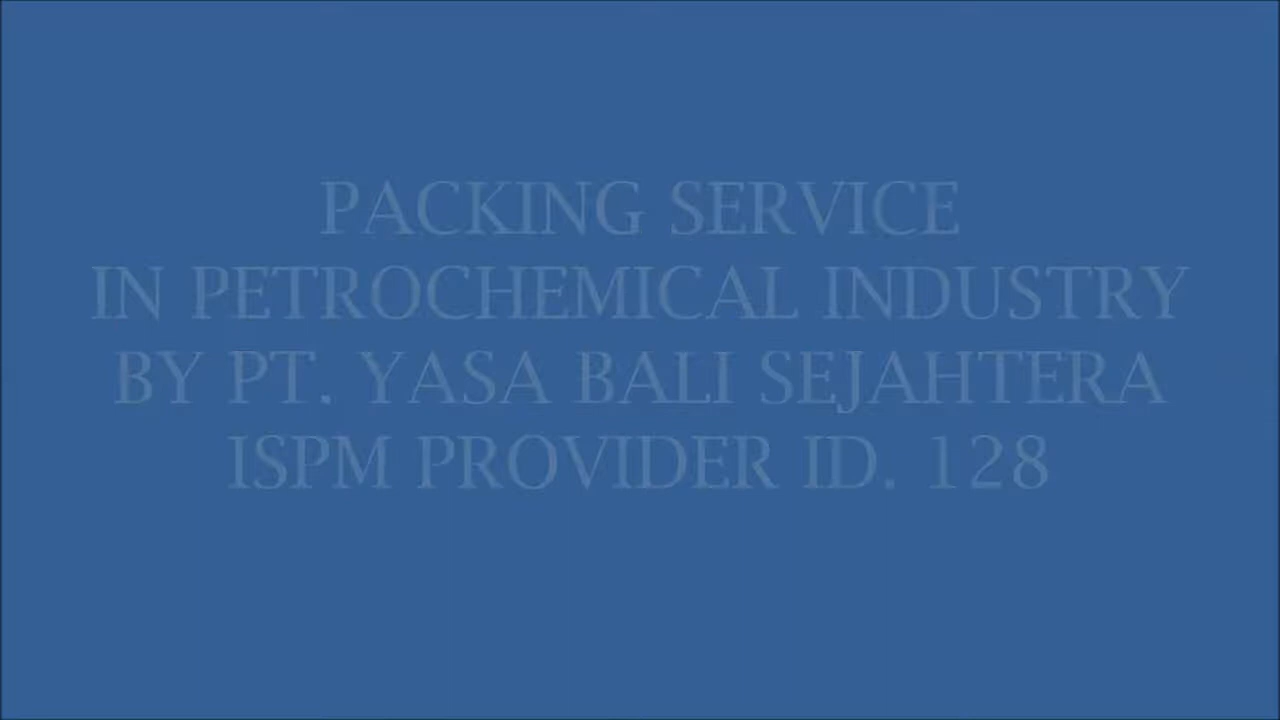 PACKING SERVICE
IN PETROCHEMICAL INDUSTRY
BY PT. YASA BALI SEJAHTERA
ISPM PROVIDER ID. 128